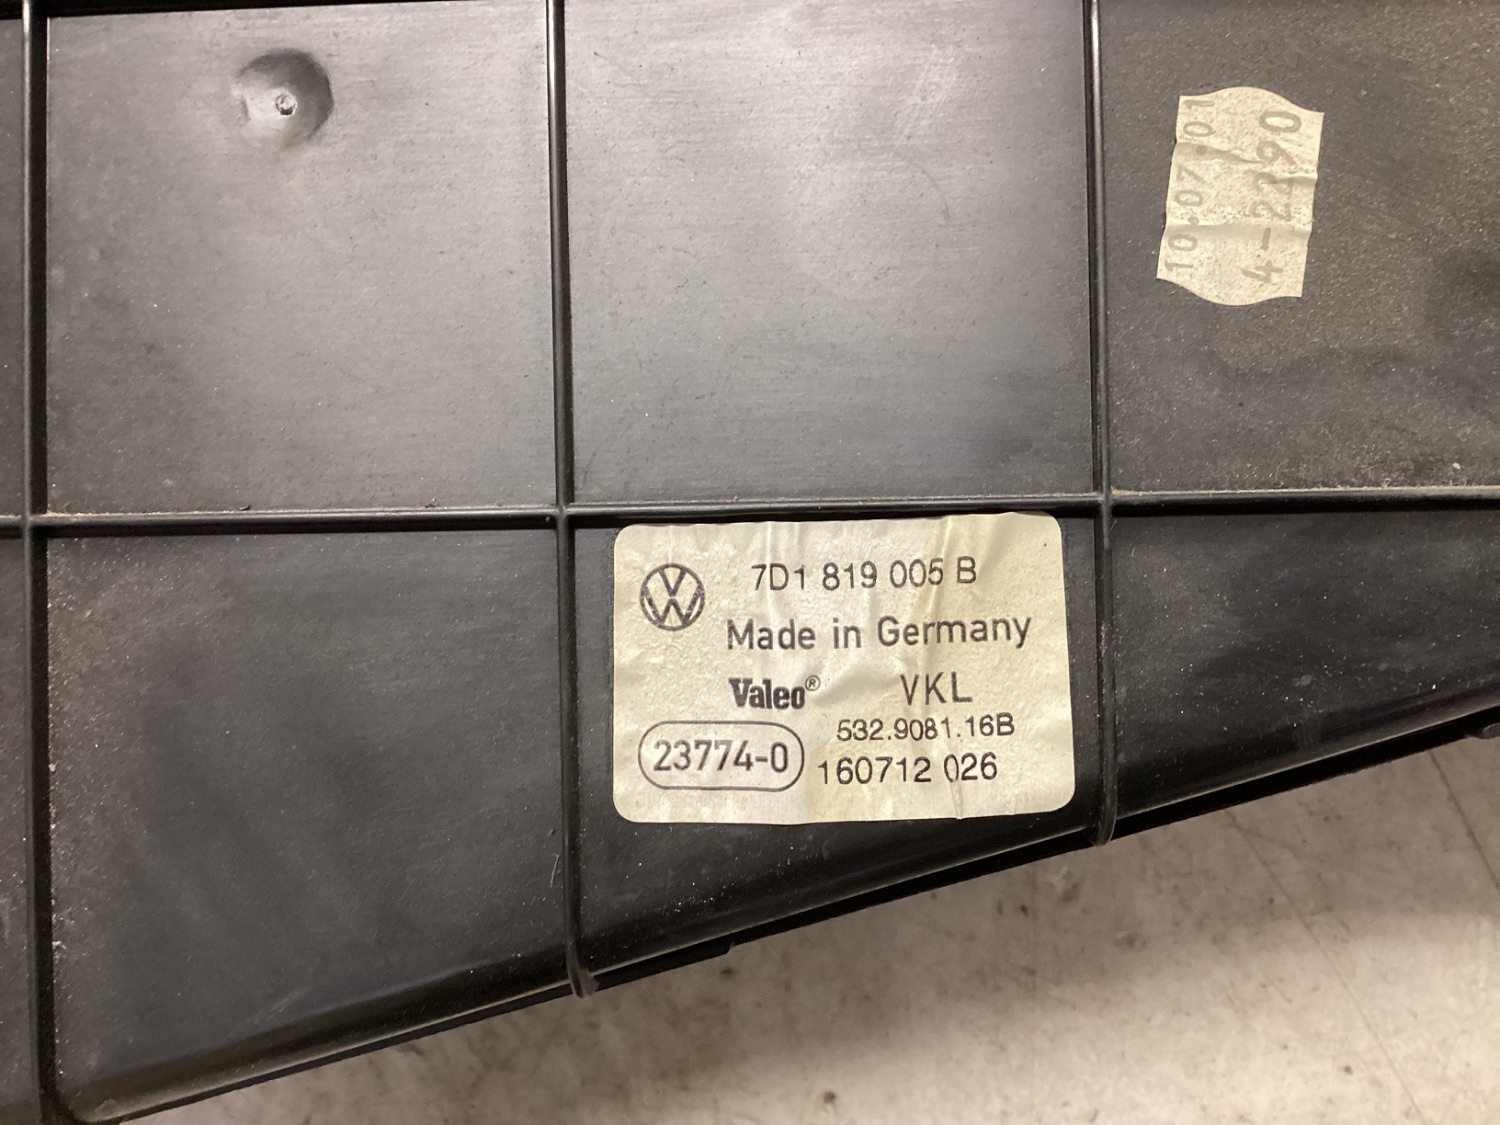 10.07.01
4-2290
7D1 819 005 B
Made in Germany
Valeo® VKL
532.9081.16B
23774-0 160712 026